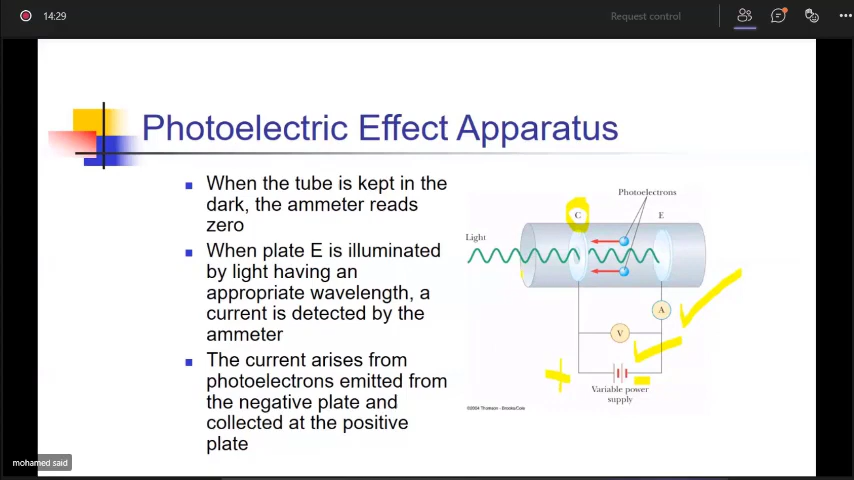 14:29
Request control
Photoelectric Effect Apparatus
When the tube is kept in the
dark, the ammeter reads
zero
When plate E is illuminated
by light having an
appropriate wavelength, a
current is detected by the
ammeter
The current arises from
photoelectrons emitted from
the negative plate and
collected at the positive
plate
Photoelectrons
C
E
Light
A
V
+
Variable power
supply
©2004 Thomson - Brooks/Cole
mohamed said